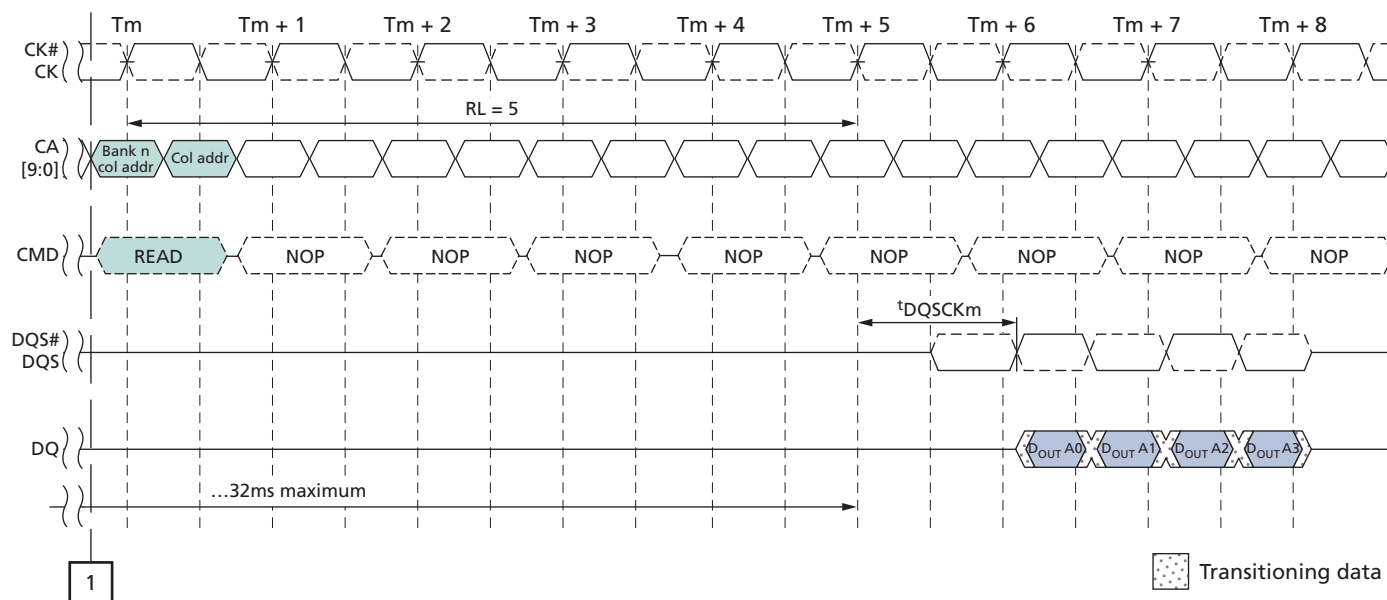 Tm Tm + 1 Tm + 2 Tm + 3 Tm + 4 Tm + 5 Tm + 6 Tm + 7 Tm + 8
CK#
CK
RL = 5
CA
[9:0]
Bank n
col addr
Col addr
CMD READ NOP NOP NOP NOP NOP NOP NOP NOP
tDQSCKm
DQS#
DQS
DQ DOUT A0 DOUT A1 DOUT A2 DOUT A3
…32ms maximum
1
Transitioning data